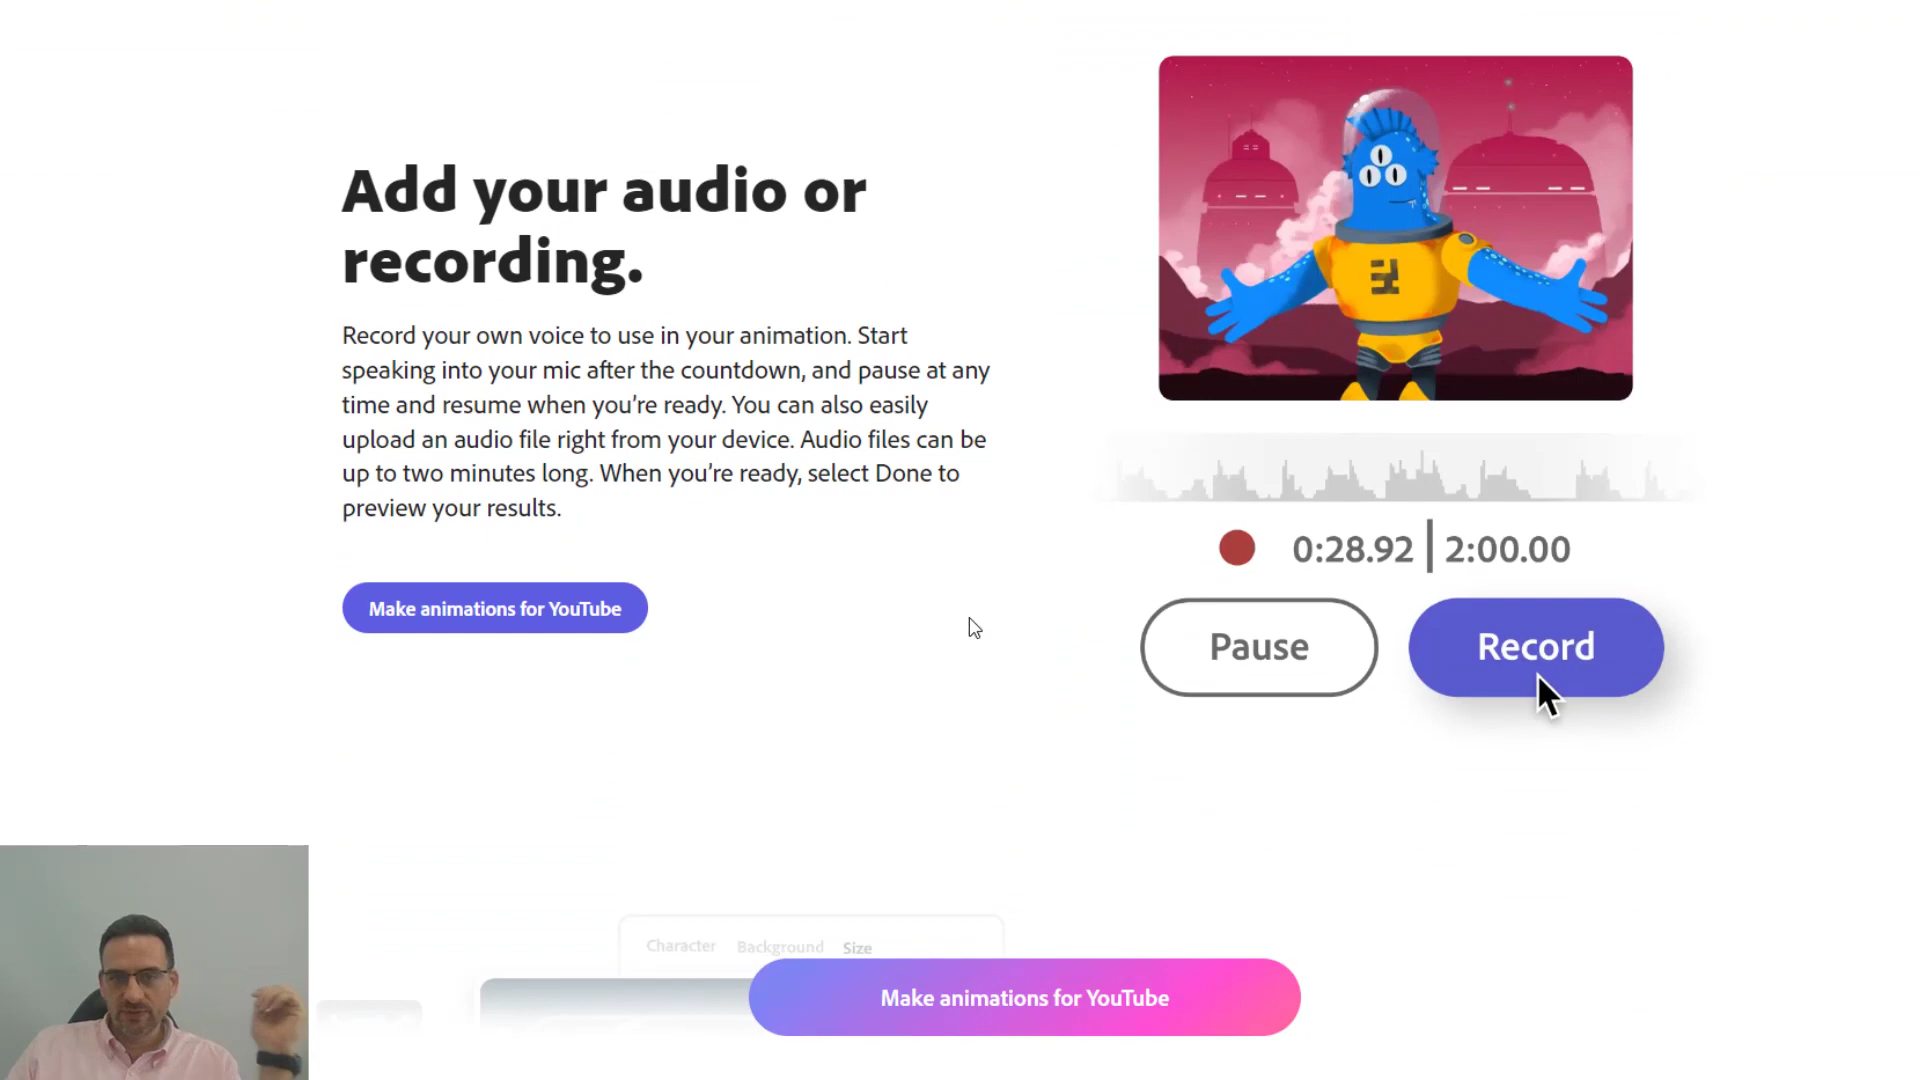 Add your audio or
recording.
Record your own voice to use in your animation. Start
speaking into your mic after the countdown, and pause at any
time and resume when you’re ready. You can also easily
upload an audio file right from your device. Audio files can be
up to two minutes long. When you’re ready, select Done to
preview your results.
Make animations for YouTube
0:28.92 | 2:00.00
Pause
Record
Character Background Size
Make animations for YouTube